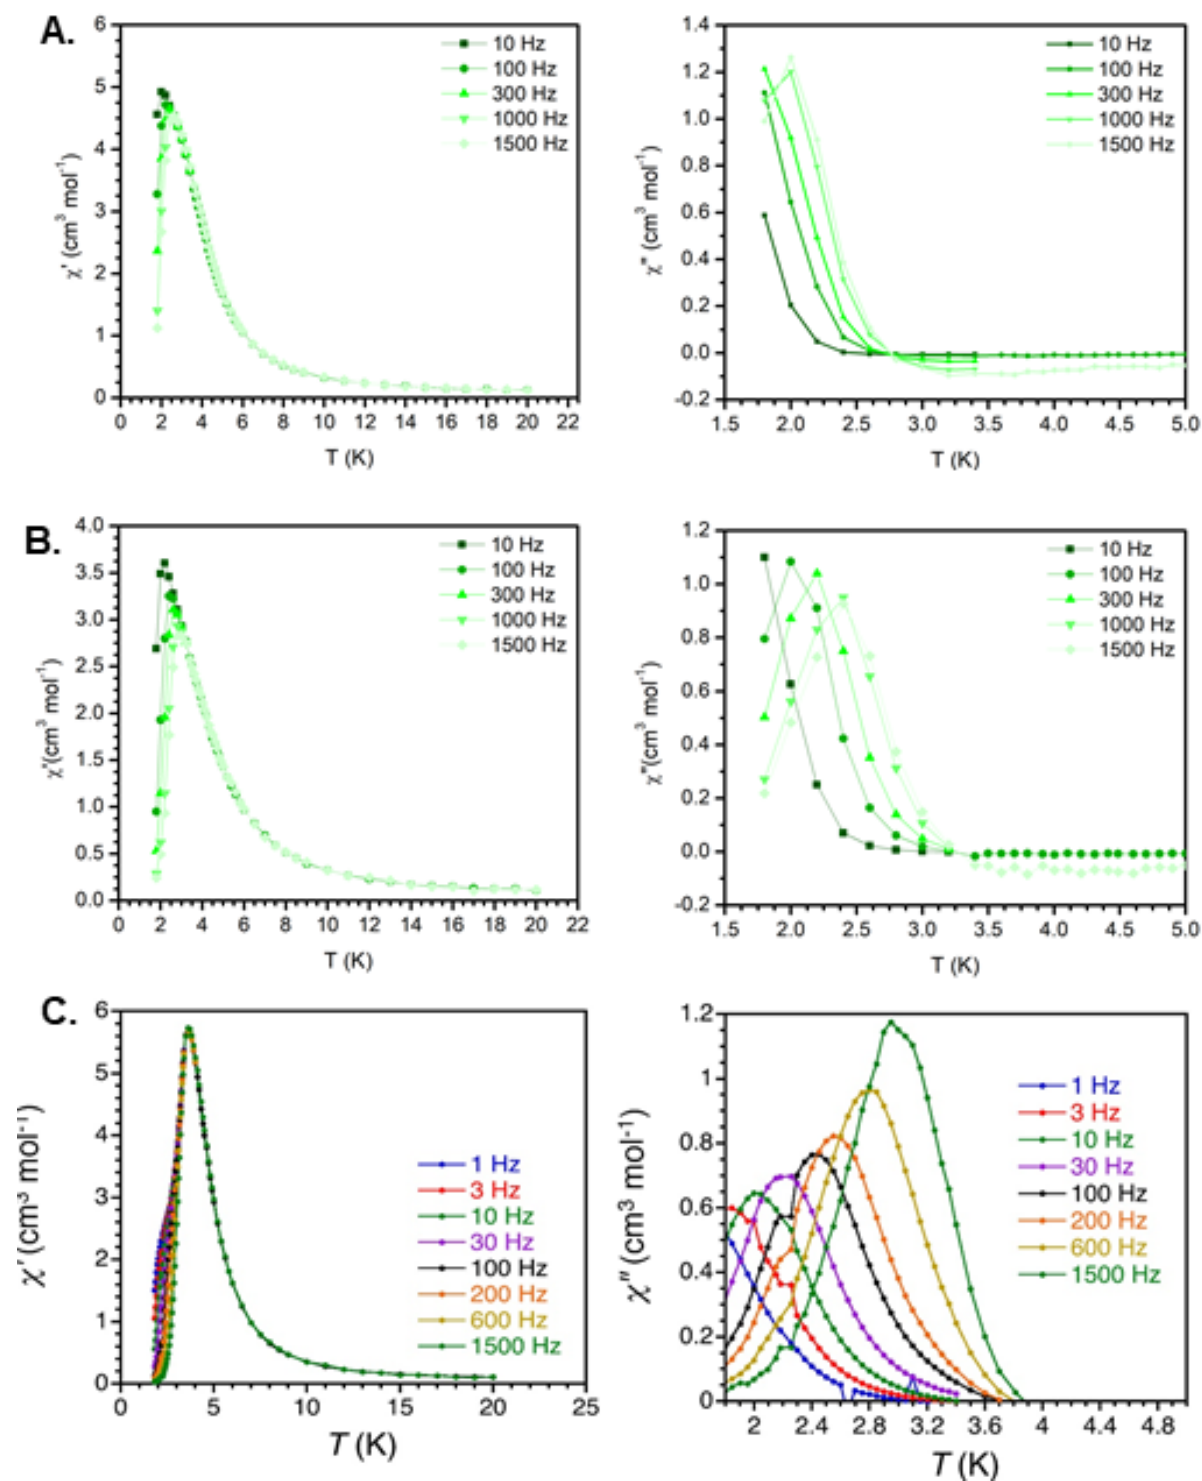 A.
6
5
4
3
2
1
0
χ' (cm³ mol⁻¹)
10 Hz
100 Hz
300 Hz
1000 Hz
1500 Hz
0 2 4 6 8 10 12 14 16 18 20 22
T (K)
1.4
1.2
1.0
0.8
0.6
0.4
0.2
0.0
-0.2
χ'' (cm³ mol⁻¹)
10 Hz
100 Hz
300 Hz
1000 Hz
1500 Hz
1.5 2.0 2.5 3.0 3.5 4.0 4.5 5.0
T (K)
B.
4.0
3.5
3.0
2.5
2.0
1.5
1.0
0.5
0.0
χ'(cm³ mol⁻¹)
10 Hz
100 Hz
300 Hz
1000 Hz
1500 Hz
0 2 4 6 8 10 12 14 16 18 20 22
T (K)
1.2
1.0
0.8
0.6
0.4
0.2
0.0
-0.2
χ''(cm³ mol⁻¹)
10 Hz
100 Hz
300 Hz
1000 Hz
1500 Hz
1.5 2.0 2.5 3.0 3.5 4.0 4.5 5.0
T (K)
C.
6
5
4
3
2
1
0
χ' (cm³ mol⁻¹)
1 Hz
3 Hz
10 Hz
30 Hz
100 Hz
200 Hz
600 Hz
1500 Hz
0 5 10 15 20 25
T (K)
1.2
1
0.8
0.6
0.4
0.2
0
χ'' (cm³ mol⁻¹)
1 Hz
3 Hz
10 Hz
30 Hz
100 Hz
200 Hz
600 Hz
1500 Hz
2 2.4 2.8 3.2 3.6 4 4.4 4.8
T (K)